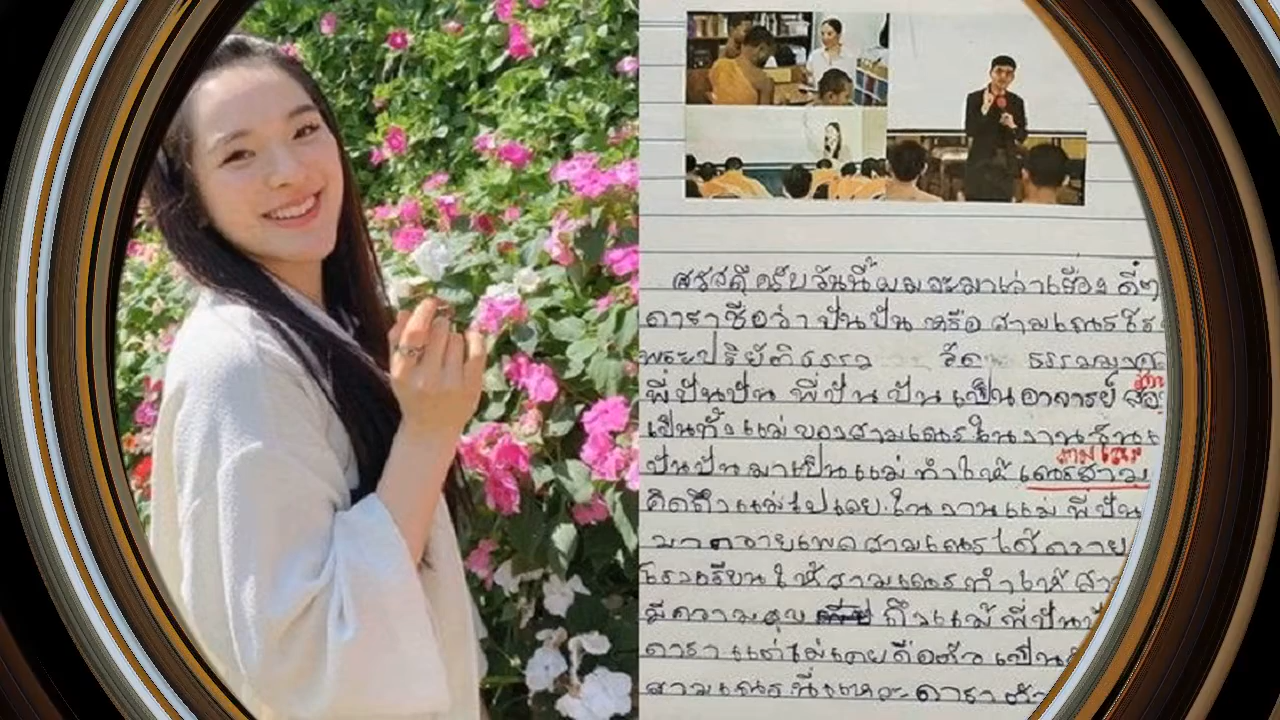 สวสดีครับวันนี้ผมจะมาเล่าเรื่อง
ดาราชื่อว่าปันปัน หรือ สามเณร
พระปริยัติธรรม วัด
พี่ปันปัน พี่ปัน ปัน เป็นอาจารย์
เป็นทั้งแม่ของสามเณรในงานวัน
สามเณร
ปันปันมาเป็นแม่ ทำให้ เณรสาม
คิดถึงแม่ไปเลย ในงานแม่ พี่ปัน
มาถวายเพลสามเณร ได้ถวาย
โรงเรียนให้สามเณรทำให้
มีความสุข ถึงแม้พี่ปัน
ดารา แต่ไม่เคยถือตัว เป็น
สามเณร ดารา